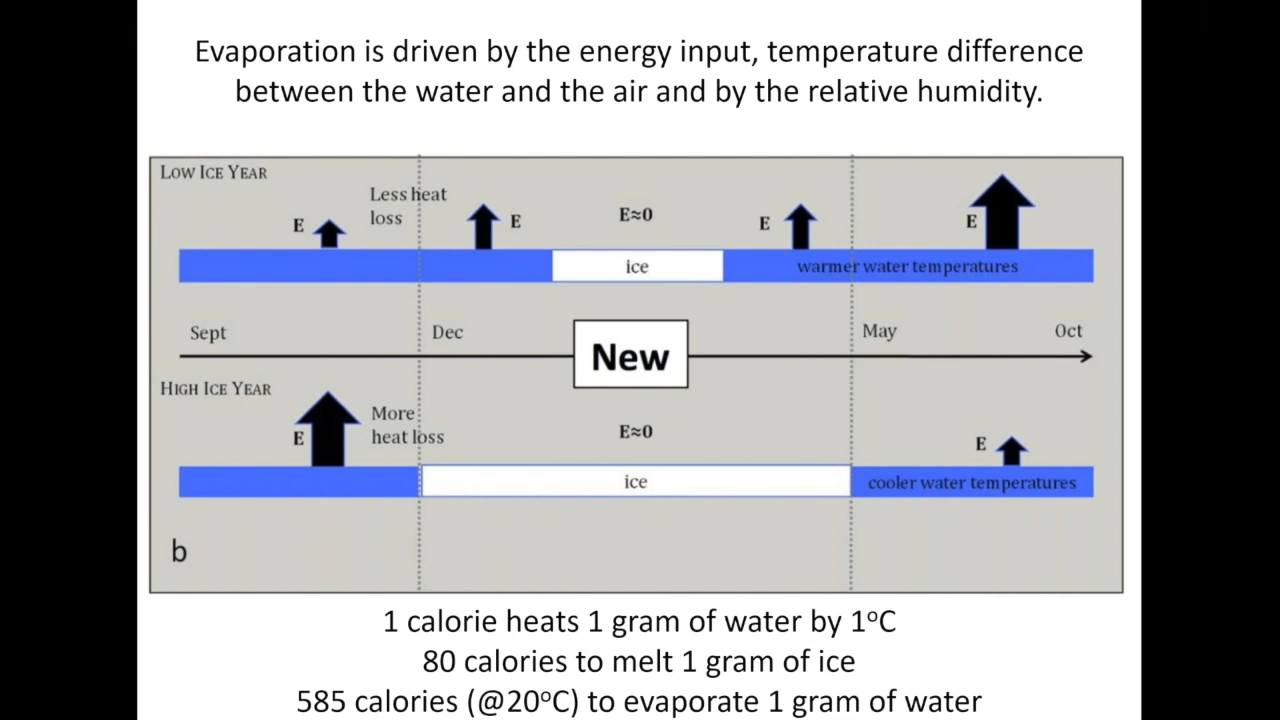 Evaporation is driven by the energy input, temperature difference
between the water and the air and by the relative humidity.
LOW ICE YEAR
Less heat
loss
E
E
E≈0
E
E
ice
warmer water temperatures
Sept
Dec
New
May
Oct
HIGH ICE YEAR
More
heat loss
E
E≈0
E
ice
cooler water temperatures
b
1 calorie heats 1 gram of water by 1°C
80 calories to melt 1 gram of ice
585 calories (@20°C) to evaporate 1 gram of water